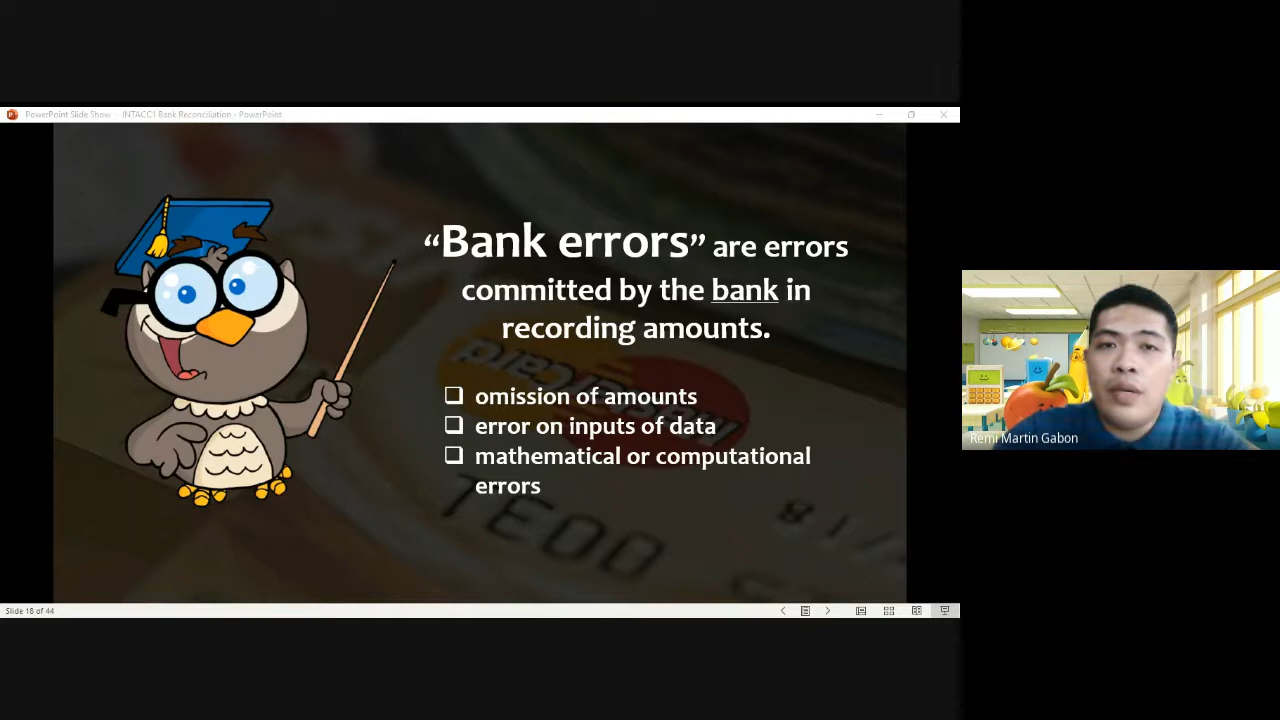 PowerPoint Slide Show - INTACC1 Bank Reconciliation - PowerPoint
“Bank errors” are errors
committed by the bank in
recording amounts.
❑ omission of amounts
❑ error on inputs of data
❑ mathematical or computational
errors
MasterCard
Remi Martin Gabon
Slide 18 of 44